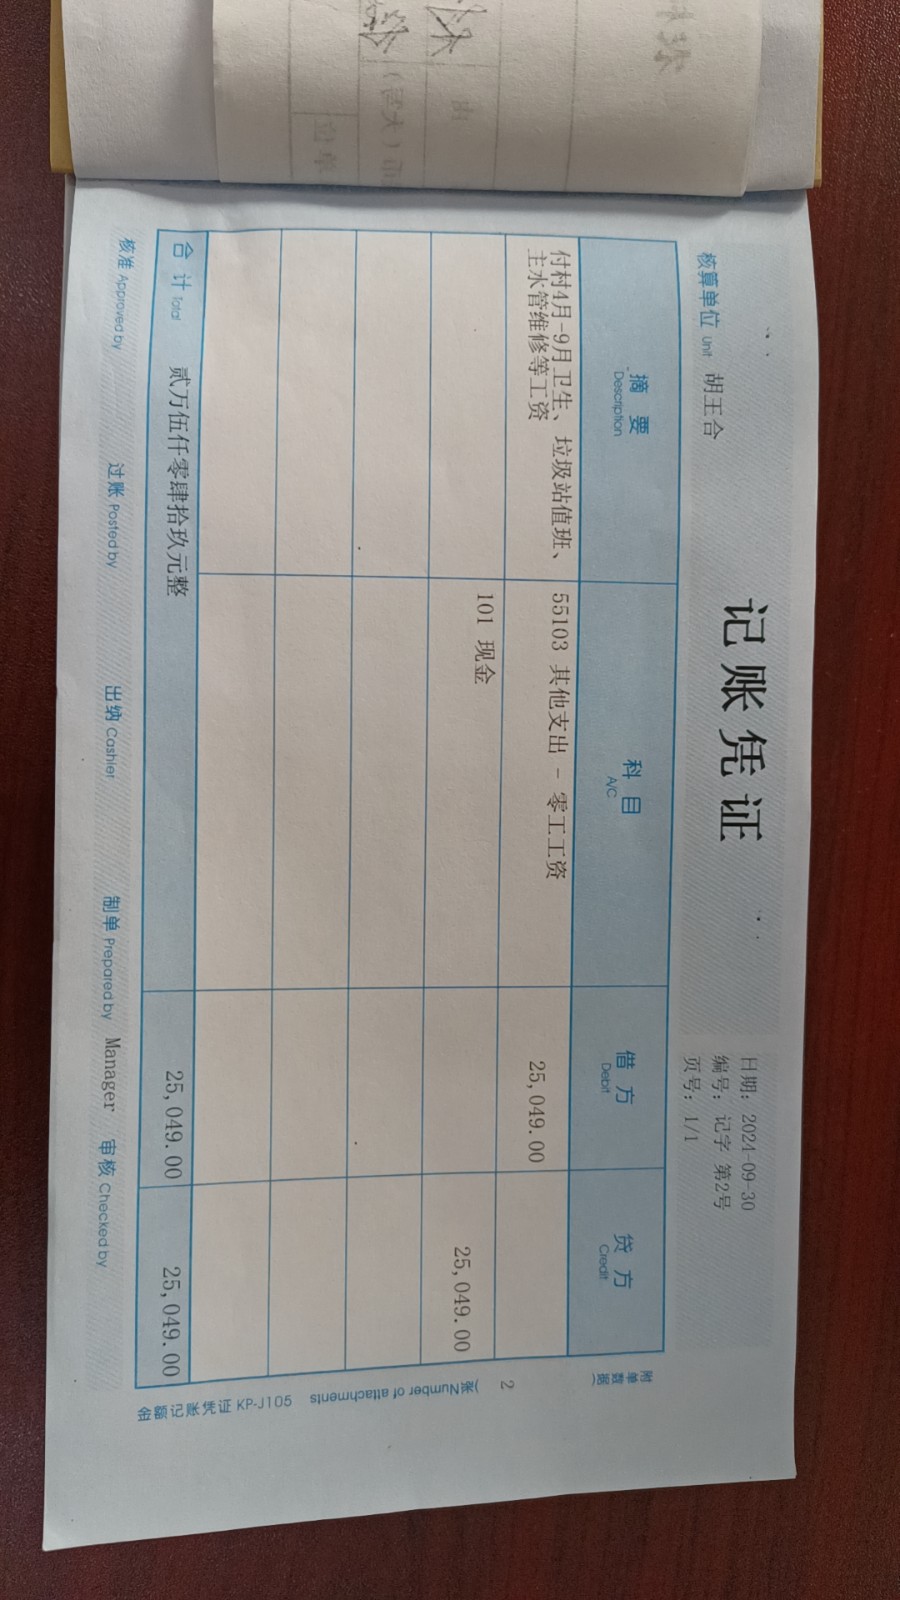 记账凭证
日期: 2024-09-30
编号: 记字 第2号
页号: 1/1
核算单位 Unit 胡王合
摘 要 Description 科 目 A/C 借 方 Debit 贷 方 Credit
付村4月-9月卫生、垃圾站值班、
主水管维修等工资
55103 其他支出 - 零工工资 25,049.00
101 现金 25,049.00
合 计 Total 贰万伍仟零肆拾玖元整 25,049.00 25,049.00
核准 Approved by 过账 Posted by 出纳 Cashier 制单 Prepared by Manager 审核 Checked by
附单数据(
2
)张 Number of attachments
金额记账凭证 KP-J105